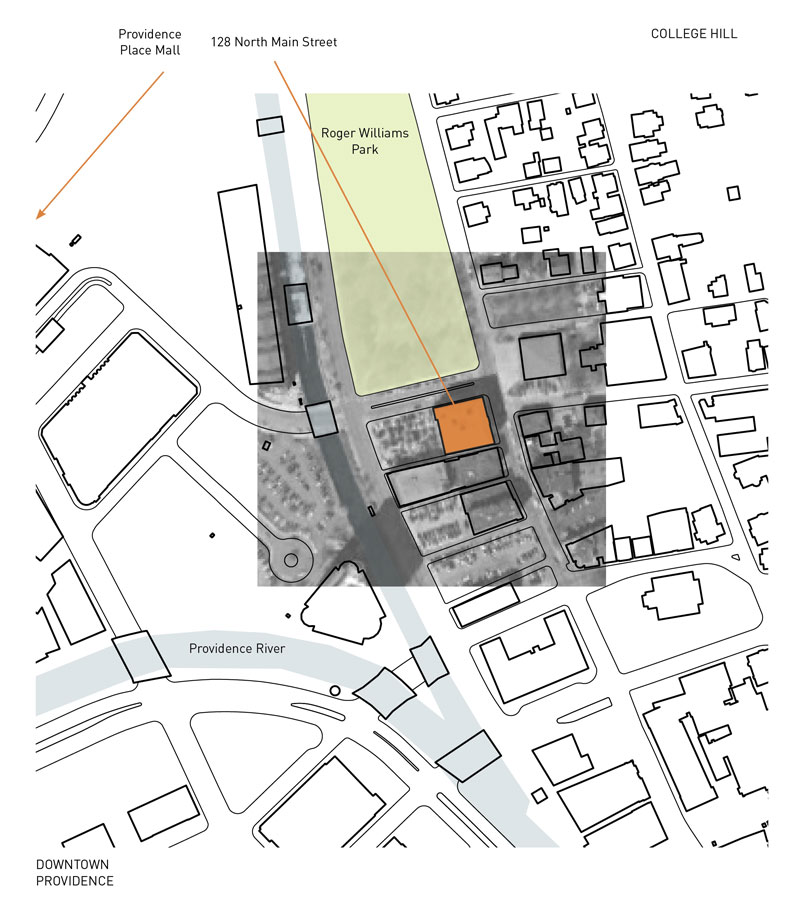 Providence
Place Mall
128 North Main Street
COLLEGE HILL
Roger Williams
Park
Providence River
DOWNTOWN
PROVIDENCE